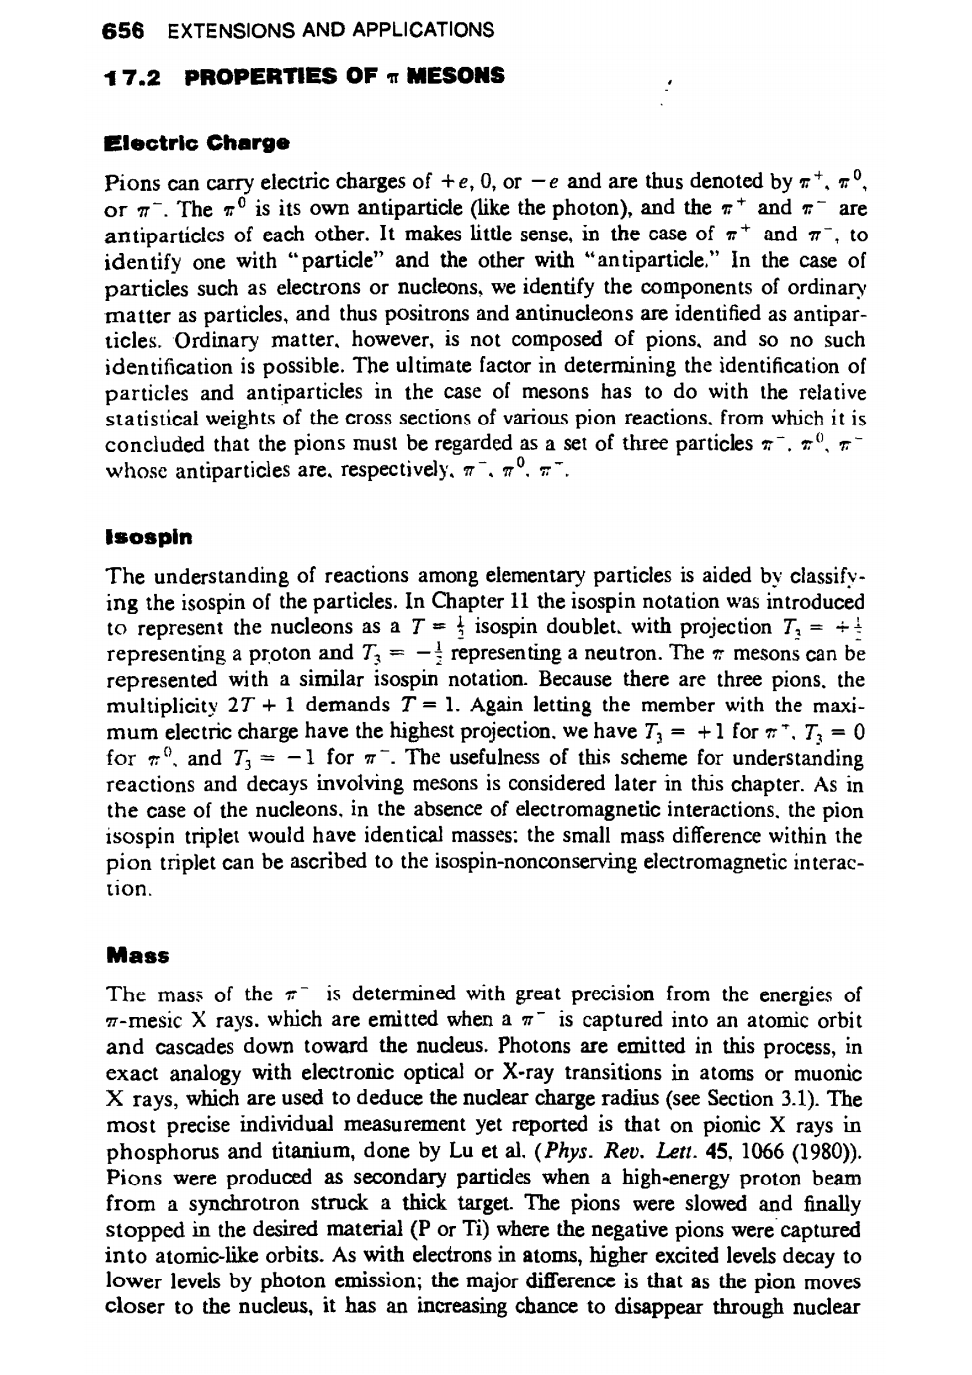 656 EXTENSIONS AND APPLICATIONS
17.2 PROPERTIES OF π MESONS
Electric Charge
Pions can carry electric charges of +e, 0, or −e and are thus denoted by π⁺, π⁰,
or π⁻. The π⁰ is its own antiparticle (like the photon), and the π⁺ and π⁻ are
antiparticles of each other. It makes little sense, in the case of π⁺ and π⁻, to
identify one with “particle” and the other with “antiparticle.” In the case of
particles such as electrons or nucleons, we identify the components of ordinary
matter as particles, and thus positrons and antinucleons are identified as antipar-
ticles. Ordinary matter, however, is not composed of pions, and so no such
identification is possible. The ultimate factor in determining the identification of
particles and antiparticles in the case of mesons has to do with the relative
statistical weights of the cross sections of various pion reactions, from which it is
concluded that the pions must be regarded as a set of three particles π⁻, π⁰, π⁻
whose antiparticles are, respectively, π⁻, π⁰, π⁻.
Isospin
The understanding of reactions among elementary particles is aided by classify-
ing the isospin of the particles. In Chapter 11 the isospin notation was introduced
to represent the nucleons as a T = ½ isospin doublet, with projection T₃ = +½
representing a proton and T₃ = −½ representing a neutron. The π mesons can be
represented with a similar isospin notation. Because there are three pions, the
multiplicity 2T + 1 demands T = 1. Again letting the member with the maxi-
mum electric charge have the highest projection, we have T₃ = +1 for π⁺, T₃ = 0
for π⁰, and T₃ = −1 for π⁻. The usefulness of this scheme for understanding
reactions and decays involving mesons is considered later in this chapter. As in
the case of the nucleons, in the absence of electromagnetic interactions, the pion
isospin triplet would have identical masses; the small mass difference within the
pion triplet can be ascribed to the isospin-nonconserving electromagnetic interac-
tion.
Mass
The mass of the π⁻ is determined with great precision from the energies of
π-mesic X rays, which are emitted when a π⁻ is captured into an atomic orbit
and cascades down toward the nucleus. Photons are emitted in this process, in
exact analogy with electronic optical or X-ray transitions in atoms or muonic
X rays, which are used to deduce the nuclear charge radius (see Section 3.1). The
most precise individual measurement yet reported is that on pionic X rays in
phosphorus and titanium, done by Lu et al. (Phys. Rev. Lett. 45, 1066 (1980)).
Pions were produced as secondary particles when a high-energy proton beam
from a synchrotron struck a thick target. The pions were slowed and finally
stopped in the desired material (P or Ti) where the negative pions were captured
into atomic-like orbits. As with electrons in atoms, higher excited levels decay to
lower levels by photon emission; the major difference is that as the pion moves
closer to the nucleus, it has an increasing chance to disappear through nuclear